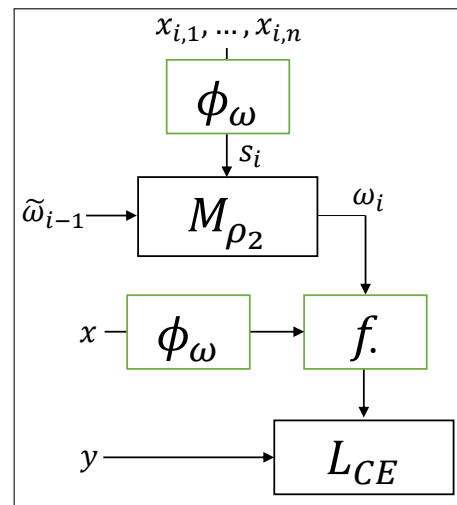 x_{i,1}, ..., x_{i,n}
ϕ_ω
s_i
ω̃_{i−1} M_{ρ_2} ω_i
x ϕ_ω f.
y L_{CE}